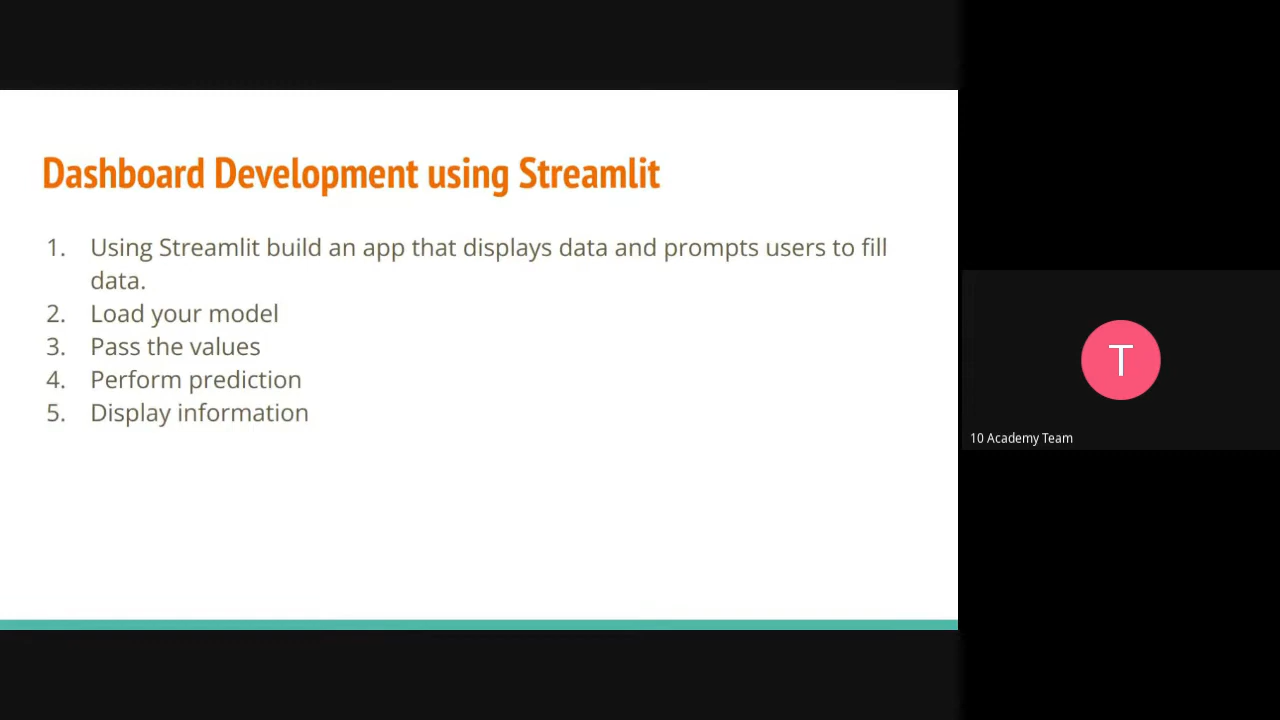 Dashboard Development using Streamlit
1. Using Streamlit build an app that displays data and prompts users to fill
data.
2. Load your model
3. Pass the values
4. Perform prediction
5. Display information
T
10 Academy Team